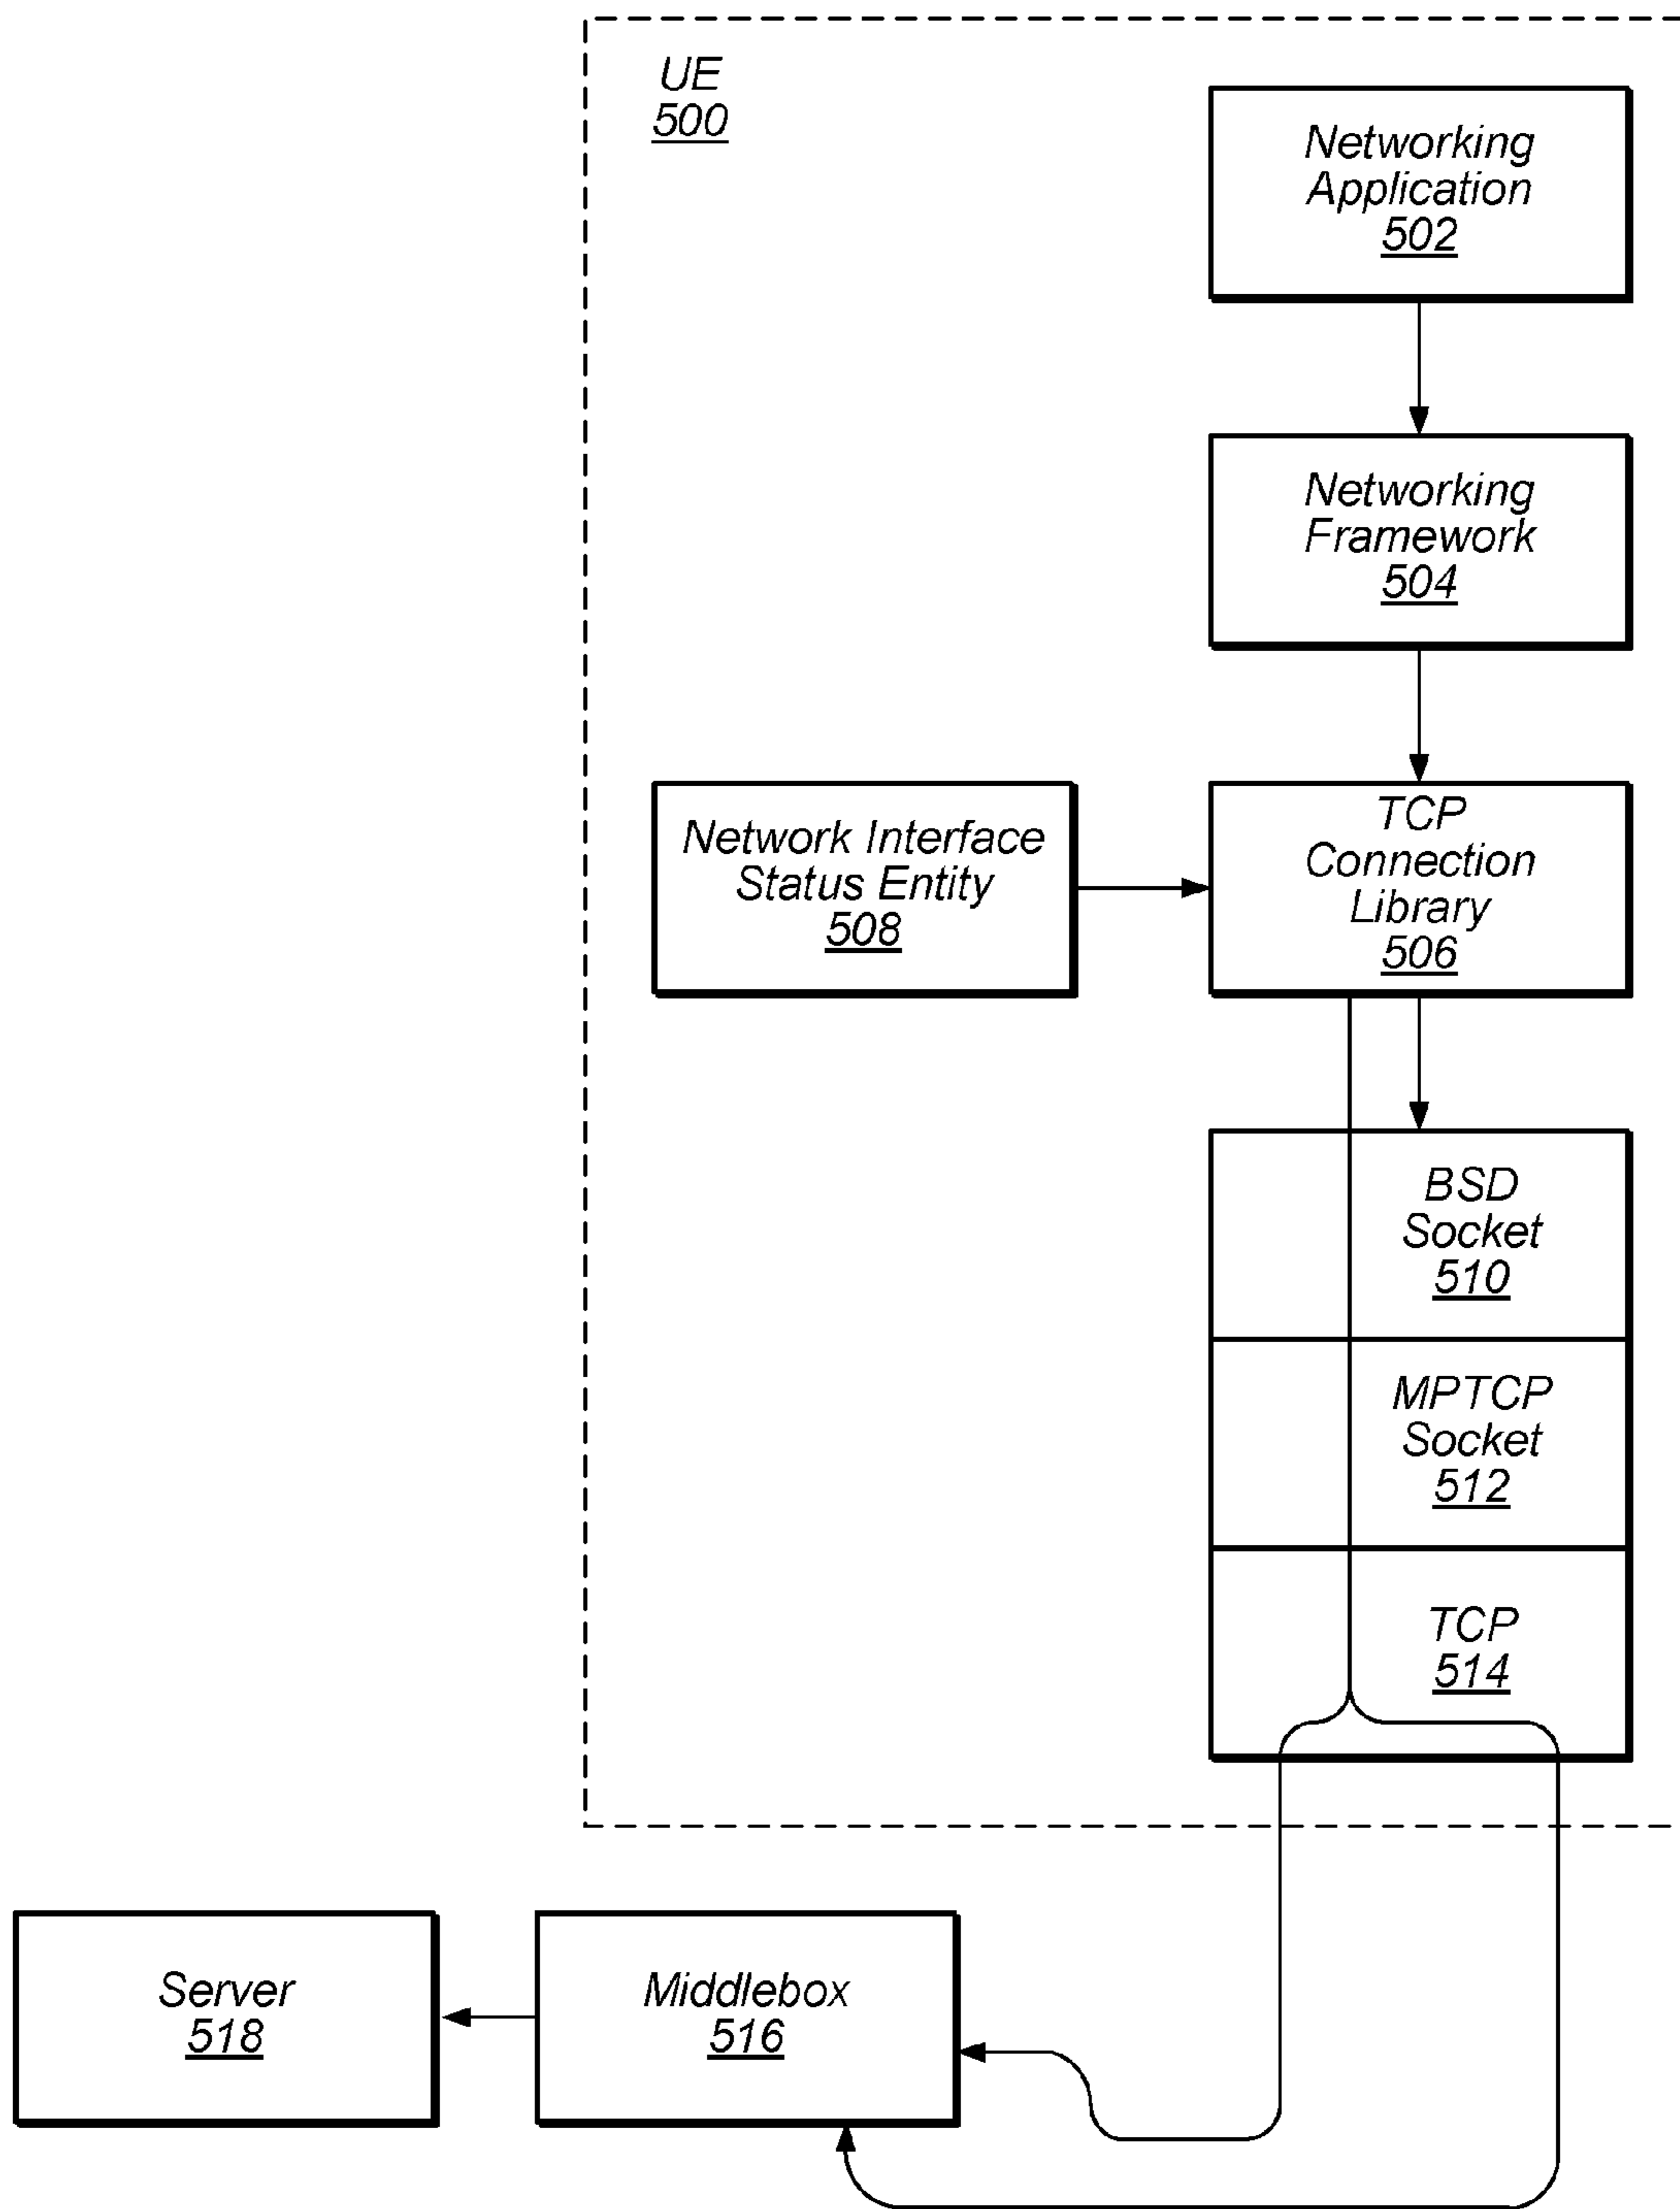 UE
500
Networking
Application
502
Networking
Framework
504
Network Interface
Status Entity
508
TCP
Connection
Library
506
BSD
Socket
510
MPTCP
Socket
512
TCP
514
Server
518
Middlebox
516